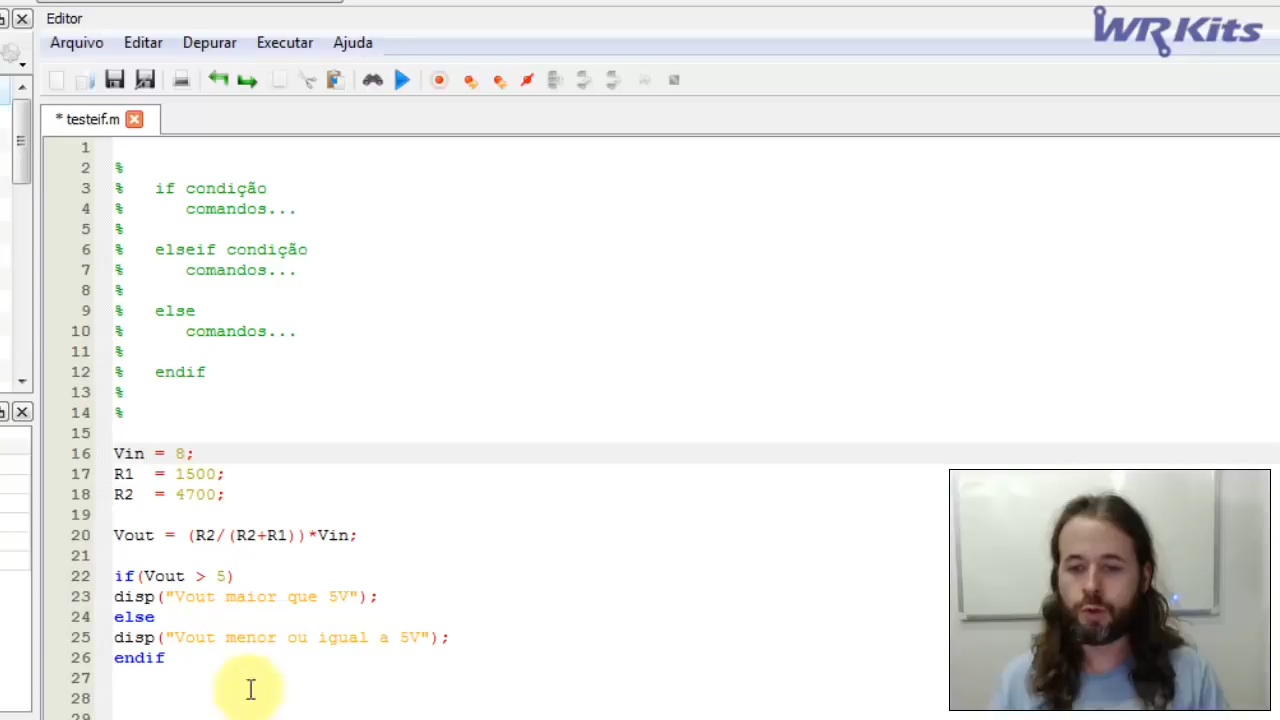 Editor
WRKits
Arquivo Editar Depurar Executar Ajuda
* testeif.m
1
2 %
3 % if condição
4 % comandos...
5 %
6 % elseif condição
7 % comandos...
8 %
9 % else
10 % comandos...
11 %
12 % endif
13 %
14 %
15
16 Vin = 8;
17 R1 = 1500;
18 R2 = 4700;
19
20 Vout = (R2/(R2+R1))*Vin;
21
22 if(Vout > 5)
23 disp("Vout maior que 5V");
24 else
25 disp("Vout menor ou igual a 5V");
26 endif
27
28
29